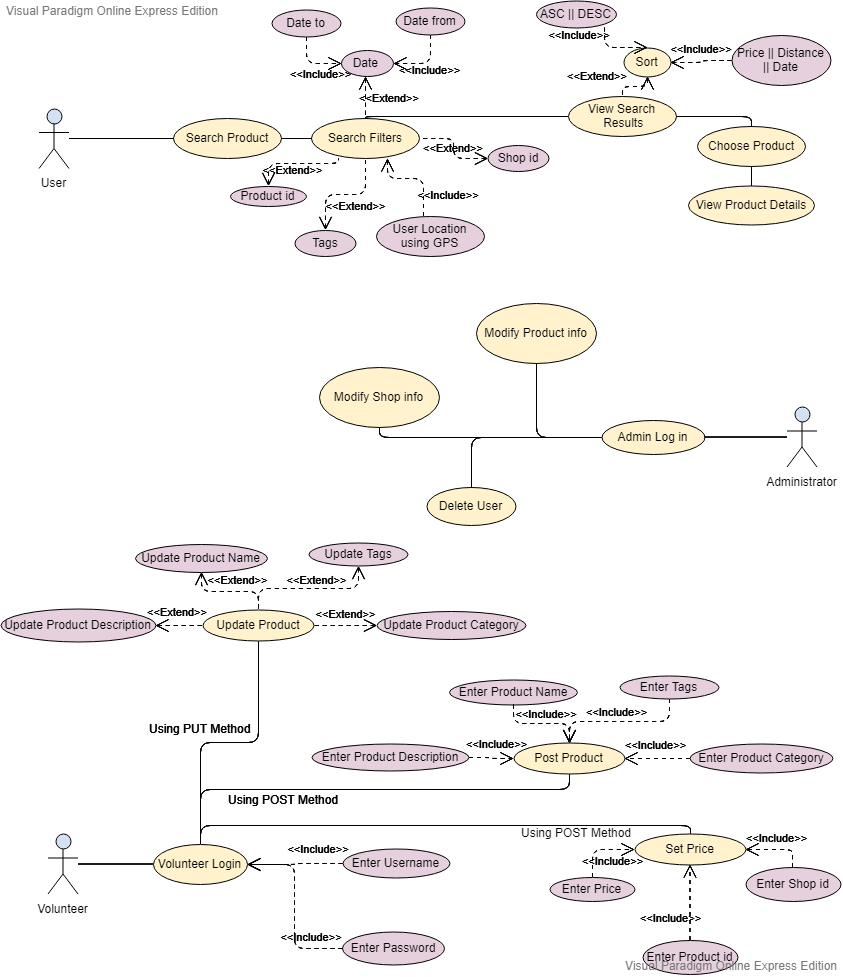 Visual Paradigm Online Express Edition
Date to
Date from
<<Include>>
<<Include>>
Date
<<Extend>>
ASC || DESC
<<Include>>
Sort
<<Include>>
Price || Distance
|| Date
<<Extend>>
View Search
Results
User
Search Product
Search Filters
<<Extend>>
Shop id
Choose Product
View Product Details
<<Extend>>
Product id
<<Extend>>
Tags
<<Include>>
User Location
using GPS
Modify Product info
Modify Shop info
Admin Log in
Administrator
Delete User
Update Product Name
Update Tags
<<Extend>>
<<Extend>>
Update Product Description
<<Extend>>
Update Product
<<Extend>>
Update Product Category
Using PUT Method
Enter Product Name
Enter Tags
<<Include>>
<<Include>>
Enter Product Description
<<Include>>
Post Product
<<Include>>
Enter Product Category
Using POST Method
Using POST Method
Volunteer
Volunteer Login
<<Include>>
Enter Username
<<Include>>
Enter Password
Set Price
<<Include>>
Enter Price
<<Include>>
Enter Shop id
<<Include>>
Enter Product id
Visual Paradigm Online Express Edition